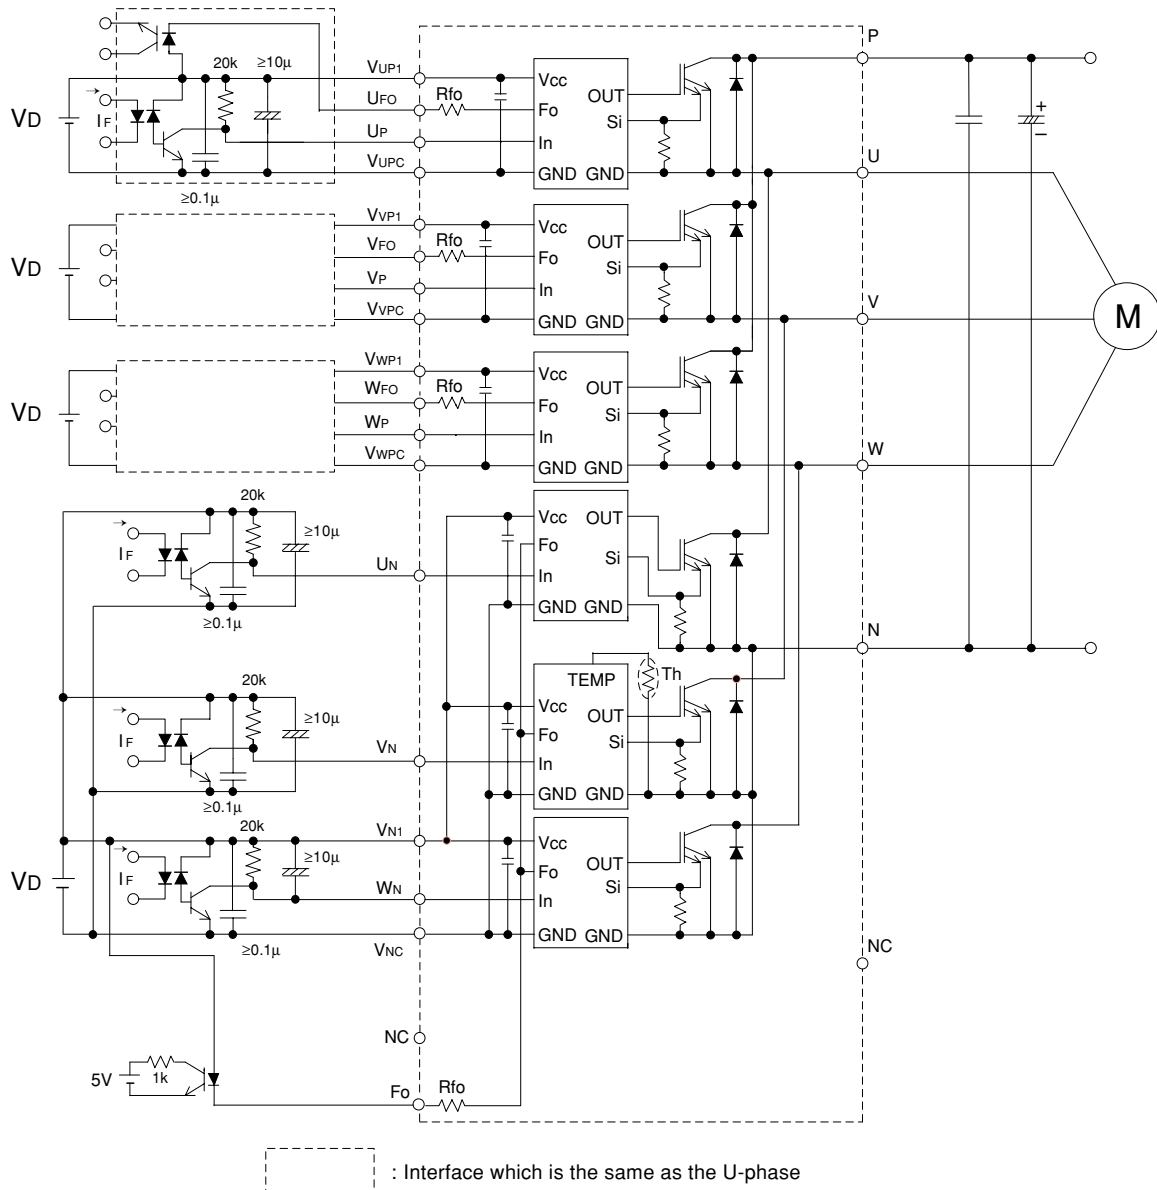 P
20k
≥10μ
VUP1
Vcc
UFO
Rfo
OUT
Fo
VD
IF
Si
+
−
UP
In
U
VUPC
GND GND
≥0.1μ
VVP1
Vcc
VFO
Rfo
OUT
VD
Fo
Si
VP
In
V
VVPC
GND GND
M
VWP1
Vcc
WFO
Rfo
OUT
VD
Fo
Si
WP
In
W
VWPC
GND GND
20k
≥10μ
Vcc
OUT
IF
Fo
Si
UN
In
≥0.1μ
GND GND
N
TEMP
Th
20k
≥10μ
Vcc
OUT
IF
Fo
Si
VN
In
≥0.1μ
GND GND
20k
VN1
Vcc
≥10μ
OUT
VD
IF
Fo
Si
WN
In
≥0.1μ
VNC
GND GND
NC
NC
5V
1k
Fo
Rfo
: Interface which is the same as the U-phase